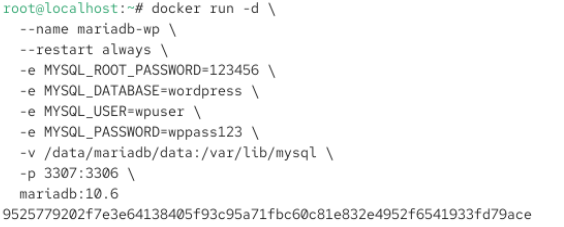 root@localhost:~# docker run -d \
  --name mariadb-wp \
  --restart always \
  -e MYSQL_ROOT_PASSWORD=123456 \
  -e MYSQL_DATABASE=wordpress \
  -e MYSQL_USER=wpuser \
  -e MYSQL_PASSWORD=wppass123 \
  -v /data/mariadb/data:/var/lib/mysql \
  -p 3307:3306 \
  mariadb:10.6
9525779202f7e3e64138405f93c95a71fbc60c81e832e4952f6541933fd79ace